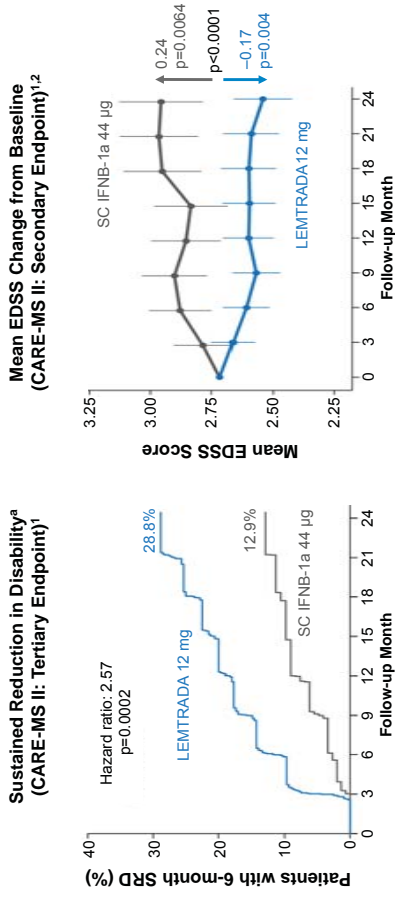 Sustained Reduction in Disabilityᵃ
(CARE-MS II: Tertiary Endpoint)¹
Patients with 6-month SRD (%)
40
30
20
10
0
Hazard ratio: 2.57
p=0.0002
LEMTRADA 12 mg
28.8%
12.9%
SC IFNB-1a 44 μg
0 3 6 9 12 15 18 21 24
Follow-up Month
Mean EDSS Change from Baseline
(CARE-MS II: Secondary Endpoint)¹,²
Mean EDSS Score
3.25
3.00
2.75
2.50
2.25
SC IFNB-1a 44 μg
LEMTRADA12 mg
0.24
p=0.0064
p<0.0001
–0.17
p=0.004
0 3 6 9 12 15 18 21 24
Follow-up Month